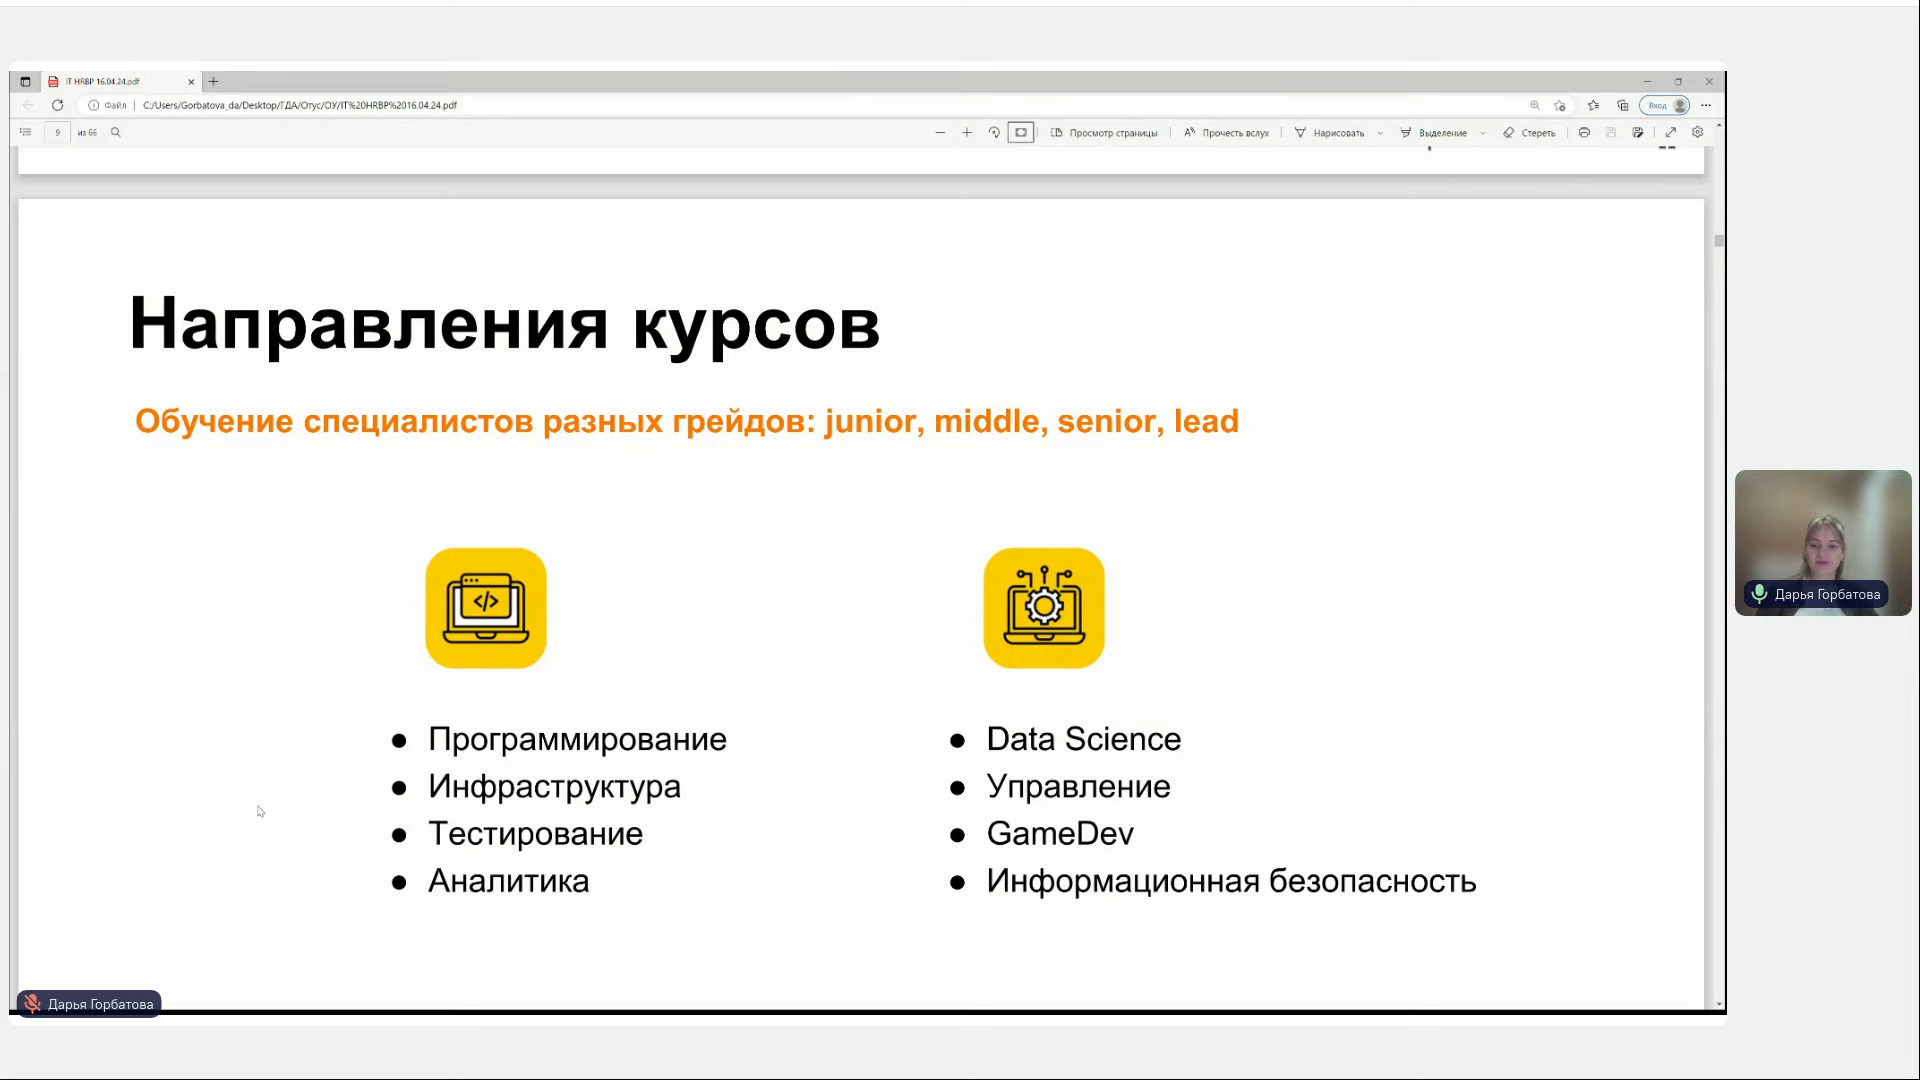 IT HRBP 16.04.24.pdf
Файл
C:/Users/Gorbatova_da/Desktop/ГДА/Отус/ОУ/IT%20HRBP%2016.04.24.pdf
Вход
9 из 66
Просмотр страницы
Прочесть вслух
Нарисовать
Выделение
Стереть
Направления курсов
Обучение специалистов разных грейдов: junior, middle, senior, lead
</>
● Программирование
● Инфраструктура
● Тестирование
● Аналитика
● Data Science
● Управление
● GameDev
● Информационная безопасность
Дарья Горбатова
Дарья Горбатова